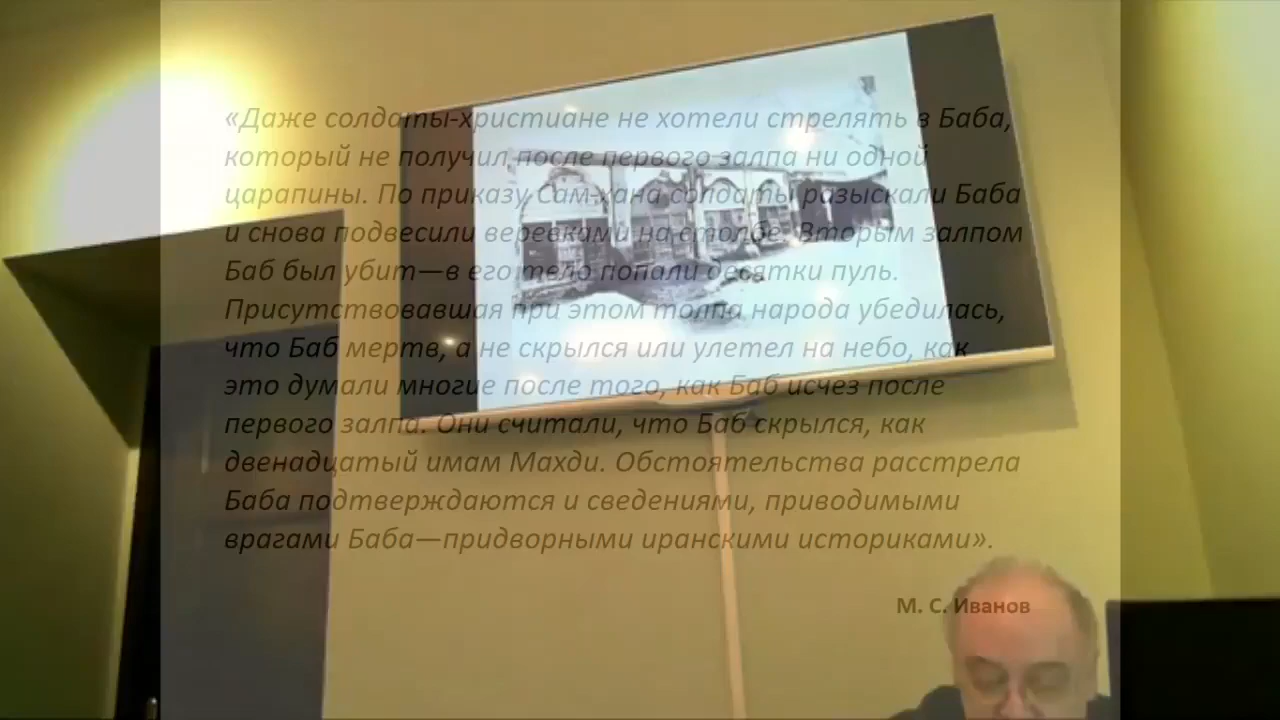 «Даже солдаты-христиане не хотели стрелять в Баба,
который не получил после первого залпа ни одной
царапины. По приказу Сам-хана солдаты разыскали Баба
и снова подвесили веревками на столбе. Вторым залпом
Баб был убит—в его тело попали десятки пуль.
Присутствовавшая при этом толпа народа убедилась,
что Баб мертв, а не скрылся или улетел на небо, как
это думали многие после того, как Баб исчез после
первого залпа. Они считали, что Баб скрылся, как
двенадцатый имам Махди. Обстоятельства расстрела
Баба подтверждаются и сведениями, приводимыми
врагами Баба—придворными иранскими историками».
М. С. Иванов